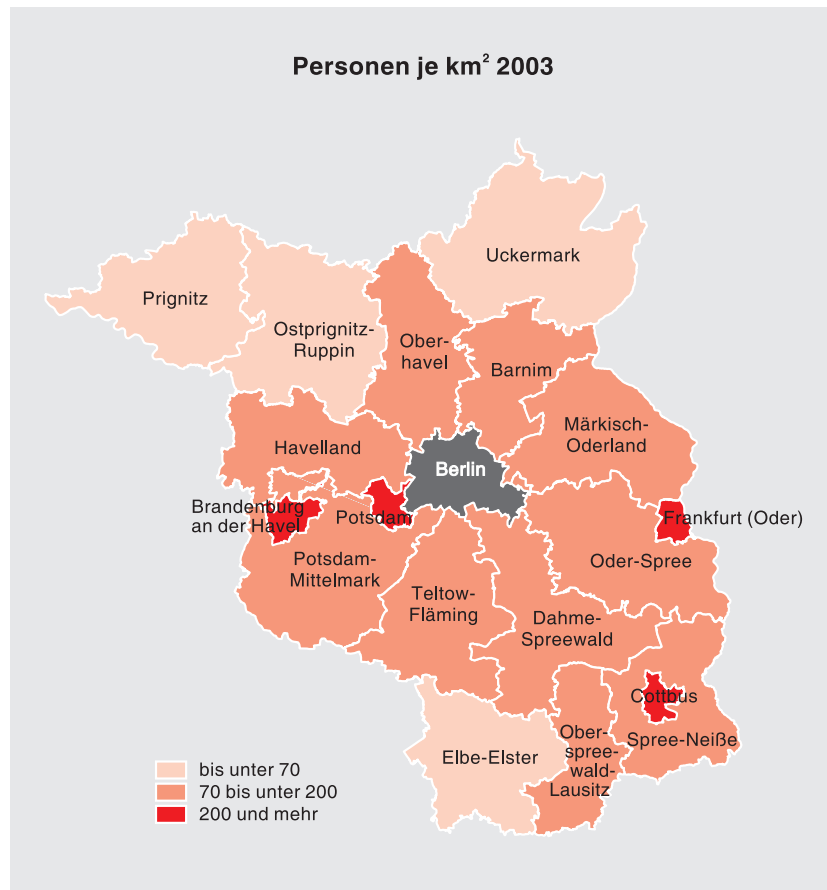 Personen je km² 2003
Uckermark
Prignitz
Ostprignitz-
Ruppin
Ober-
havel
Barnim
Märkisch-
Oderland
Havelland
Berlin
Brandenburg
an der Havel
Potsdam
Frankfurt (Oder)
Potsdam-
Mittelmark
Oder-Spree
Teltow-
Fläming
Dahme-
Spreewald
Cottbus
Spree-Neiße
Elbe-Elster
Ober-
spree-
wald-
Lausitz
bis unter 70
70 bis unter 200
200 und mehr